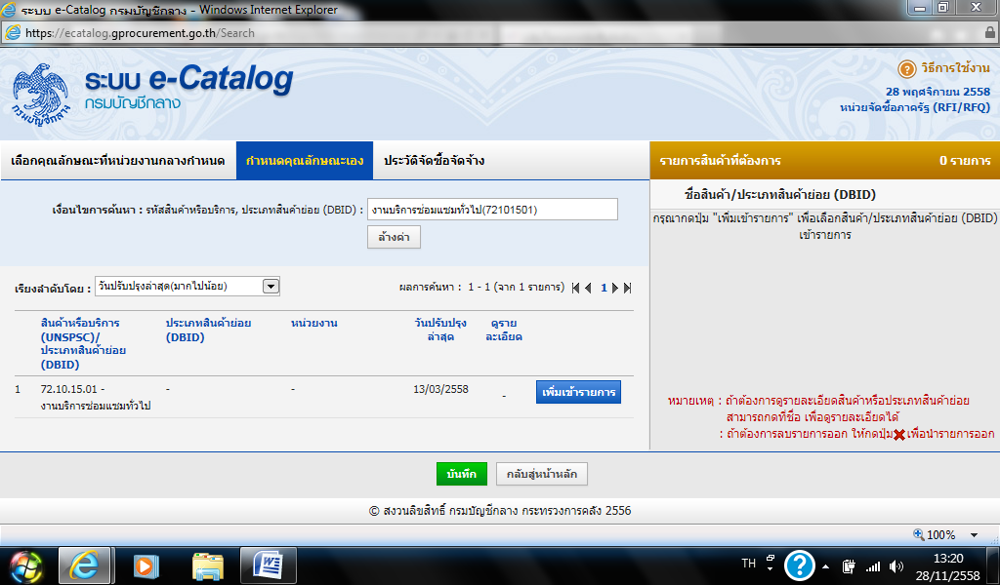 ระบบ e-Catalog กรมบัญชีกลาง - Windows Internet Explorer
https://ecatalog.gprocurement.go.th/Search
ระบบ e-Catalog
กรมบัญชีกลาง
กรมบัญชีกลาง
? วิธีการใช้งาน
28 พฤศจิกายน 2558
หน่วยจัดซื้อภาครัฐ (RFI/RFQ)
เลือกคุณลักษณะที่หน่วยงานกลางกำหนด
กำหนดคุณลักษณะเอง
ประวัติจัดซื้อจัดจ้าง
รายการสินค้าที่ต้องการ 0 รายการ
ชื่อสินค้า/ประเภทสินค้าย่อย (DBID)
กรุณากดปุ่ม "เพิ่มเข้ารายการ" เพื่อเลือกสินค้า/ประเภทสินค้าย่อย (DBID)
เข้ารายการ
เงื่อนไขการค้นหา : รหัสสินค้าหรือบริการ, ประเภทสินค้าย่อย (DBID) : งานบริการซ่อมแซมทั่วไป(72101501)
ล้างค่า
เรียงลำดับโดย : วันปรับปรุงล่าสุด(มากไปน้อย)
ผลการค้นหา : 1 - 1 (จาก 1 รายการ) 1
สินค้าหรือบริการ
(UNSPSC)/
ประเภทสินค้าย่อย
(DBID)
ประเภทสินค้าย่อย
(DBID)
หน่วยงาน
วันปรับปรุง
ล่าสุด
ดูราย
ละเอียด
1 72.10.15.01 - - - 13/03/2558 - เพิ่มเข้ารายการ
งานบริการซ่อมแซมทั่วไป
หมายเหตุ : ถ้าต้องการดูรายละเอียดสินค้าหรือประเภทสินค้าย่อย
สามารถกดที่ชื่อ เพื่อดูรายละเอียดได้
: ถ้าต้องการลบรายการออก ให้กดปุ่ม เพื่อนำรายการออก
บันทึก
กลับสู่หน้าหลัก
© สงวนลิขสิทธิ์ กรมบัญชีกลาง กระทรวงการคลัง 2556
100%
TH
13:20
28/11/2558